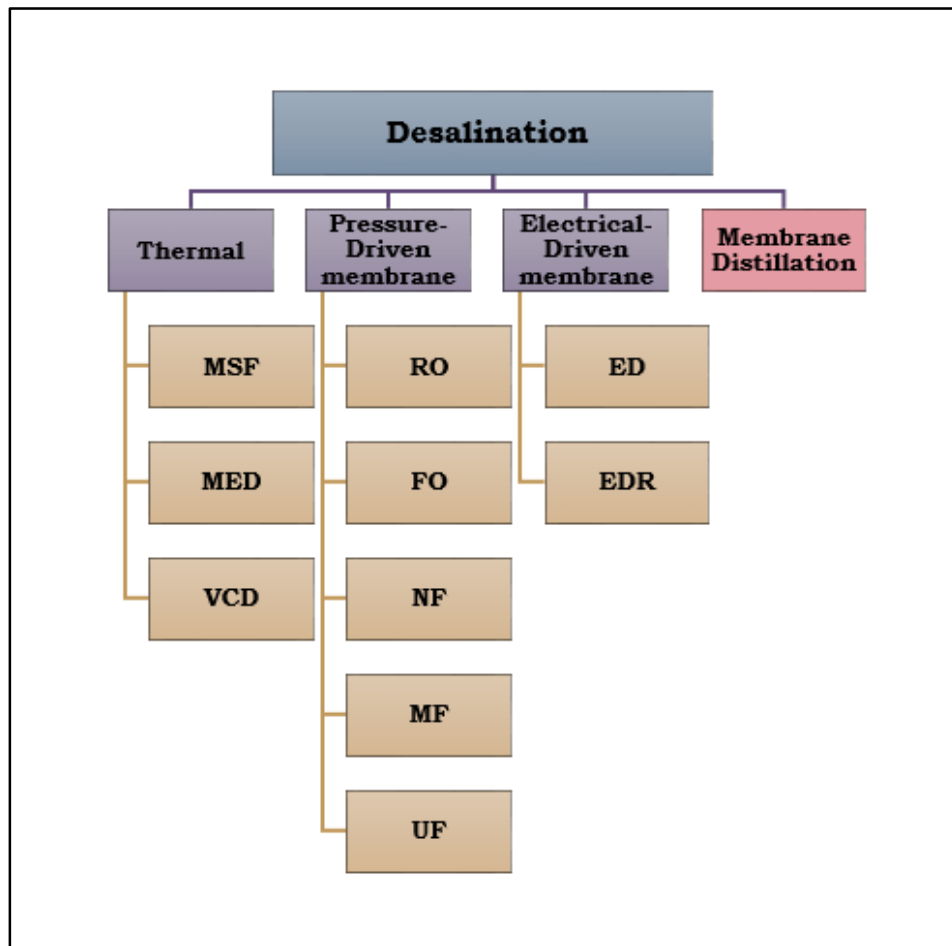 Desalination
Thermal
Pressure-
Driven
membrane
Electrical-
Driven
membrane
Membrane
Distillation
MSF
RO
ED
MED
FO
EDR
VCD
NF
MF
UF